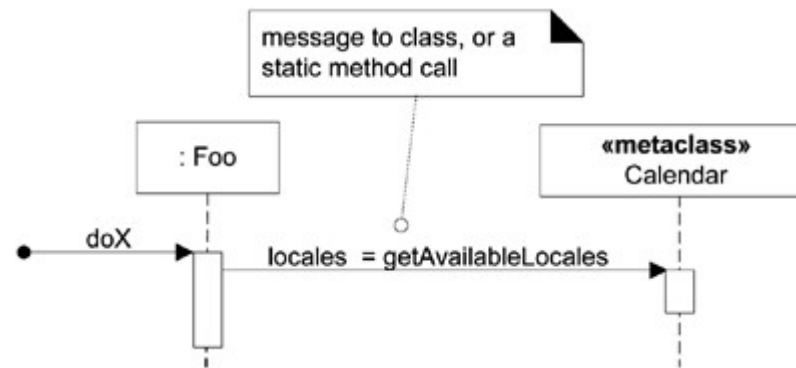 message to class, or a
static method call
: Foo
«metaclass»
Calendar
doX
locales = getAvailableLocales